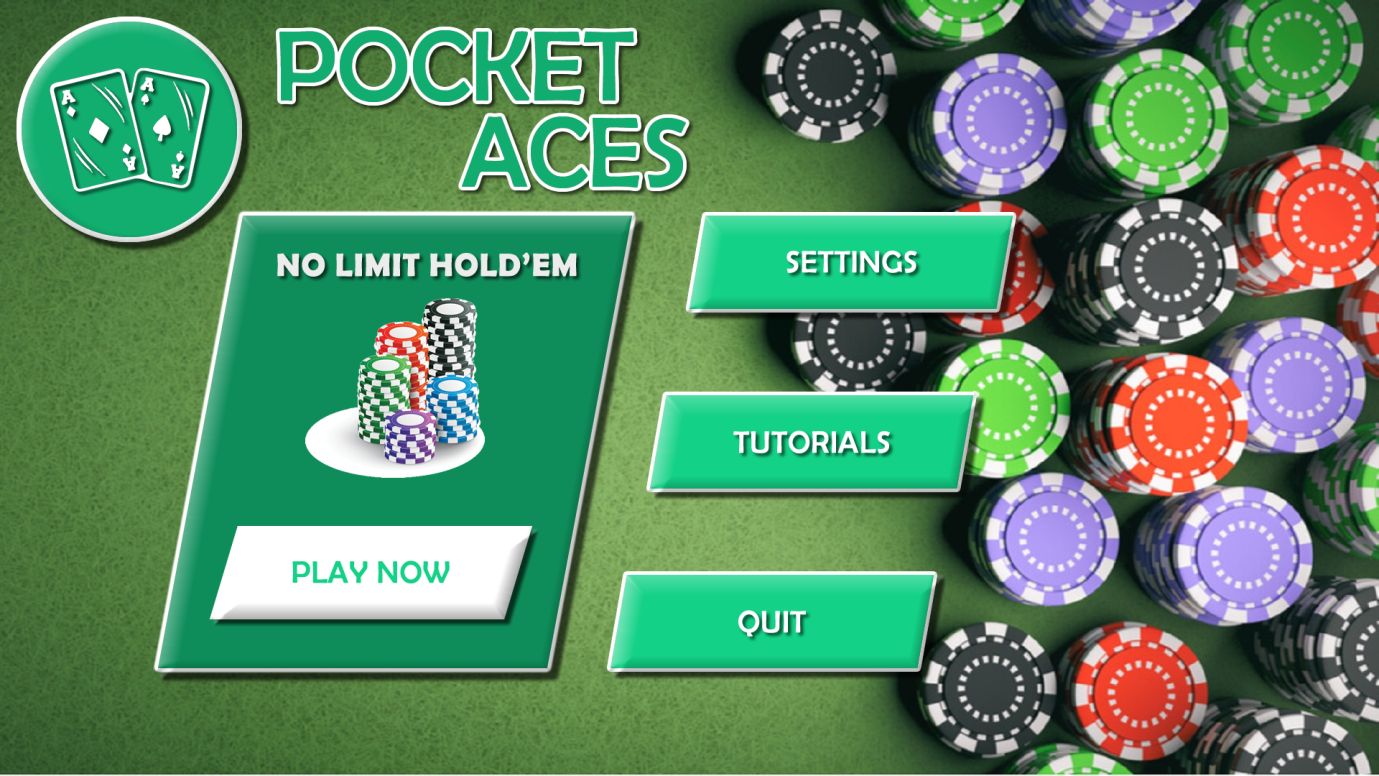 POCKET
ACES
A
A
A
A
NO LIMIT HOLD'EM
SETTINGS
TUTORIALS
PLAY NOW
QUIT